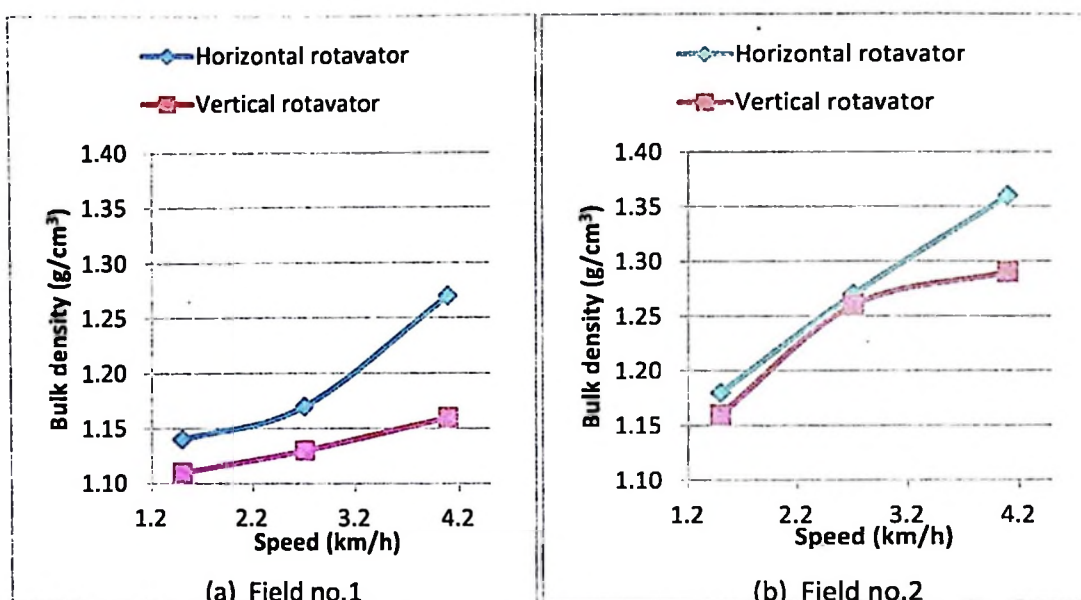 Horizontal rotavator
Vertical rotavator
1.40
1.35
1.30
1.25
1.20
1.15
1.10
Bulk density (g/cm³)
1.2 2.2 3.2 4.2
Speed (km/h)
(a) Field no.1
Horizontal rotavator
Vertical rotavator
1.40
1.35
1.30
1.25
1.20
1.15
1.10
Bulk density (g/cm³)
1.2 2.2 3.2 4.2
Speed (km/h)
(b) Field no.2